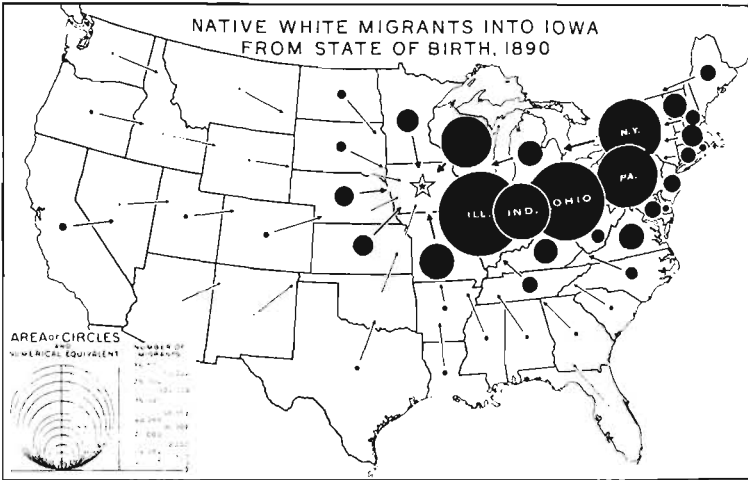 NATIVE WHITE MIGRANTS INTO IOWA
FROM STATE OF BIRTH, 1890
N.Y.
PA.
ILL.
IND.
OHIO
AREA OF CIRCLES
AND
NUMERICAL EQUIVALENT
NUMBER OF
MIGRANTS